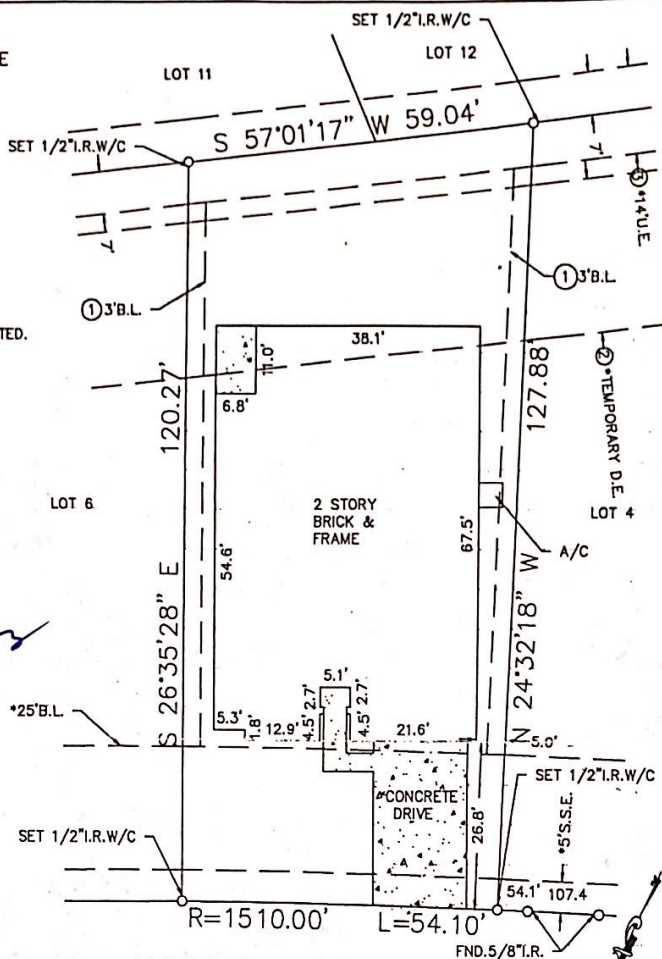 SET 1/2"I.R.W/C
E
LOT 11
LOT 12
S 57°01'17" W 59.04'
SET 1/2"I.R.W/C
7'
③ *14'U.E.
7'
① 3'B.L.
① 3'B.L.
TED.
38.1'
11.0'
6.8'
120.27'
127.88'
② *TEMPORARY D.E.
LOT 6
2 STORY
BRICK &
FRAME
LOT 4
67.5'
A/C
54.6'
S 26°35'28" E
N 24°32'18" W
5.1'
2.7'
2.7'
*25'B.L.
5.3'
1.8'
12.9'
4.5'
4.5'
21.6'
5.0'
SET 1/2"I.R.W/C
*CONCRETE
DRIVE
26.8'
*5'S.S.E.
SET 1/2"I.R.W/C
54.1'
107.4
R=1510.00'
L=54.10'
FND.5/8"I.R.